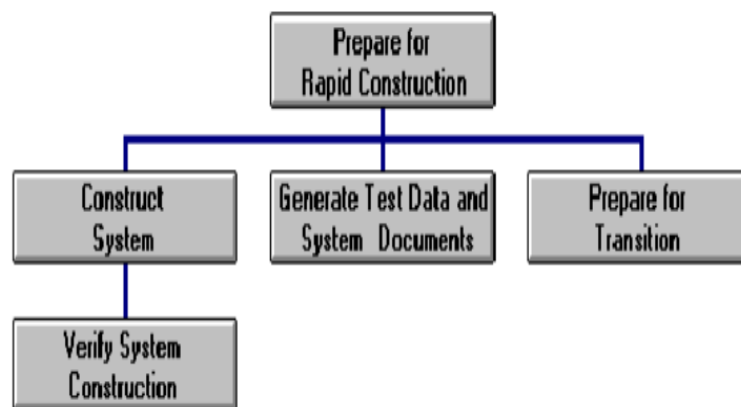 Prepare for
Rapid Construction
Construct
System
Generate Test Data and
System Documents
Prepare for
Transition
Verify System
Construction